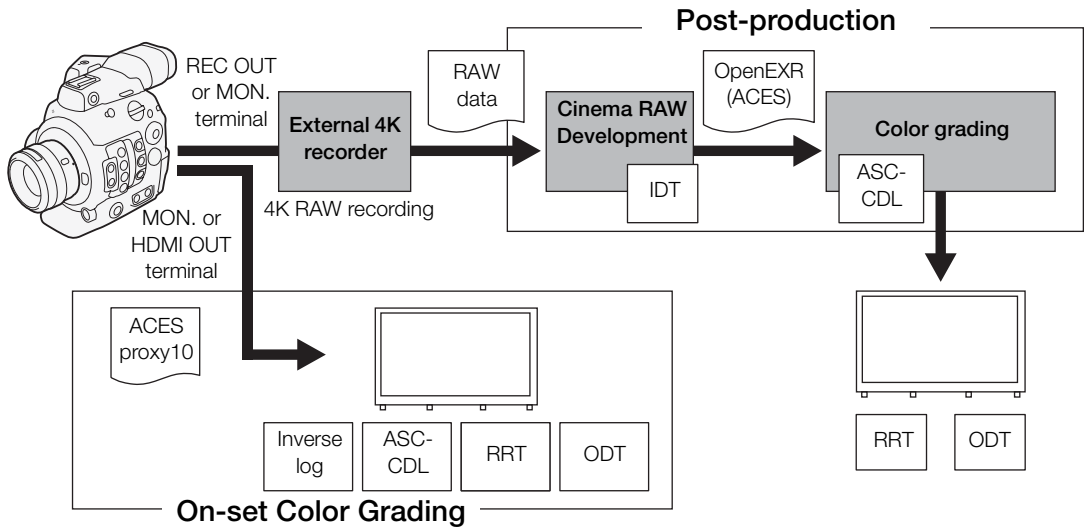 Post-production
REC OUT
or MON.
terminal
External 4K
recorder
4K RAW recording
RAW
data
Cinema RAW
Development
IDT
OpenEXR
(ACES)
Color grading
ASC-
CDL
MON. or
HDMI OUT
terminal
ACES
proxy10
Inverse
log
ASC-
CDL
RRT
ODT
On-set Color Grading
RRT
ODT